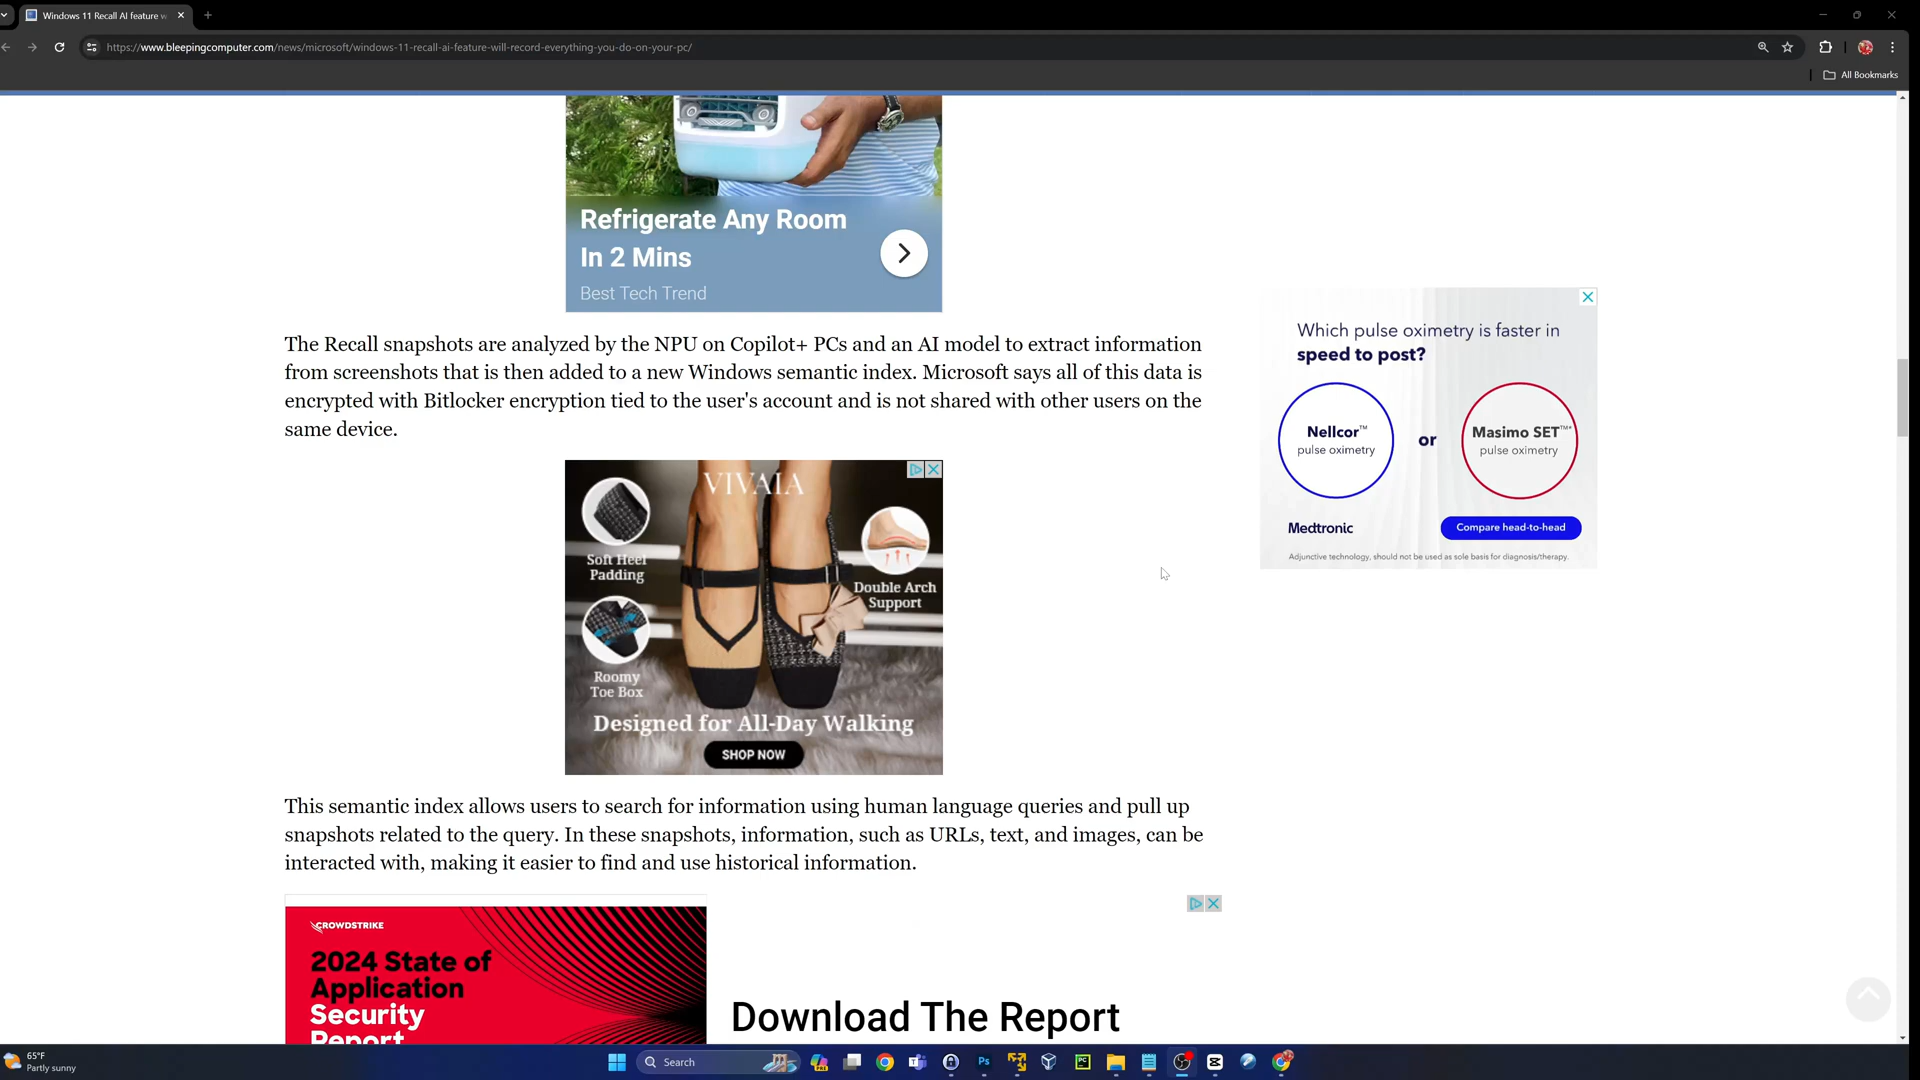 Windows 11 Recall AI feature w
https://www.bleepingcomputer.com/news/microsoft/windows-11-recall-ai-feature-will-record-everything-you-do-on-your-pc/
All Bookmarks
Refrigerate Any Room
In 2 Mins
Best Tech Trend
The Recall snapshots are analyzed by the NPU on Copilot+ PCs and an AI model to extract information
from screenshots that is then added to a new Windows semantic index. Microsoft says all of this data is
encrypted with Bitlocker encryption tied to the user's account and is not shared with other users on the
same device.
Which pulse oximetry is faster in
speed to post?
Nellcor™
pulse oximetry
or
Masimo SET™*
pulse oximetry
Medtronic
Compare head-to-head
Adjunctive technology, should not be used as sole basis for diagnosis/therapy.
VIVAIA
Soft Heel
Padding
Double Arch
Support
Roomy
Toe Box
Designed for All-Day Walking
SHOP NOW
This semantic index allows users to search for information using human language queries and pull up
snapshots related to the query. In these snapshots, information, such as URLs, text, and images, can be
interacted with, making it easier to find and use historical information.
CROWDSTRIKE
2024 State of
Application
Security
Report
Download The Report
65°F
Partly sunny
Search
PRE
Ps
PC